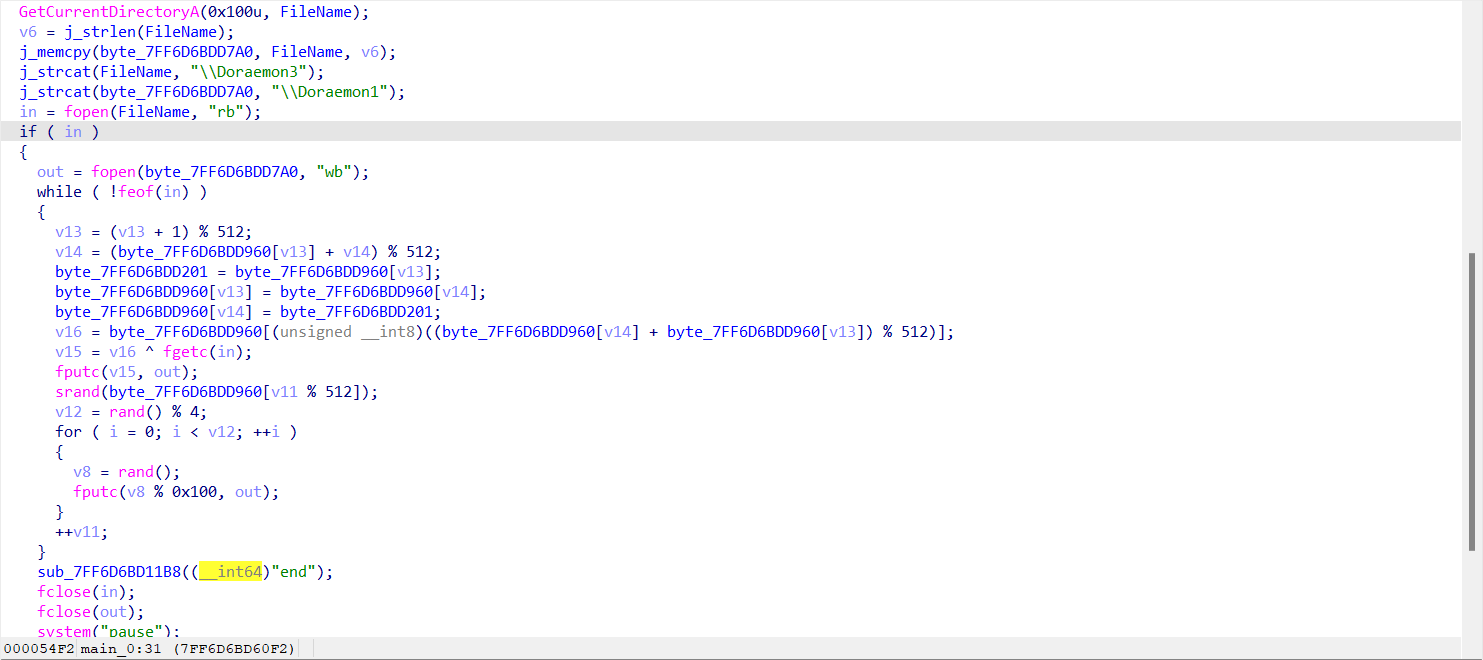 GetCurrentDirectoryA(0x100u, FileName);
v6 = j_strlen(FileName);
j_memcpy(byte_7FF6D6BDD7A0, FileName, v6);
j_strcat(FileName, "\\Doraemon3");
j_strcat(byte_7FF6D6BDD7A0, "\\Doraemon1");
in = fopen(FileName, "rb");
if ( in )
{
out = fopen(byte_7FF6D6BDD7A0, "wb");
while ( !feof(in) )
{
v13 = (v13 + 1) % 512;
v14 = (byte_7FF6D6BDD960[v13] + v14) % 512;
byte_7FF6D6BDD201 = byte_7FF6D6BDD960[v13];
byte_7FF6D6BDD960[v13] = byte_7FF6D6BDD960[v14];
byte_7FF6D6BDD960[v14] = byte_7FF6D6BDD201;
v16 = byte_7FF6D6BDD960[(unsigned __int8)((byte_7FF6D6BDD960[v14] + byte_7FF6D6BDD960[v13]) % 512)];
v15 = v16 ^ fgetc(in);
fputc(v15, out);
srand(byte_7FF6D6BDD960[v11 % 512]);
v12 = rand() % 4;
for ( i = 0; i < v12; ++i )
{
v8 = rand();
fputc(v8 % 0x100, out);
}
++v11;
}
sub_7FF6D6BD11B8((__int64)"end");
fclose(in);
fclose(out);
system("pause");
000054F2 main_0:31 (7FF6D6BD60F2)